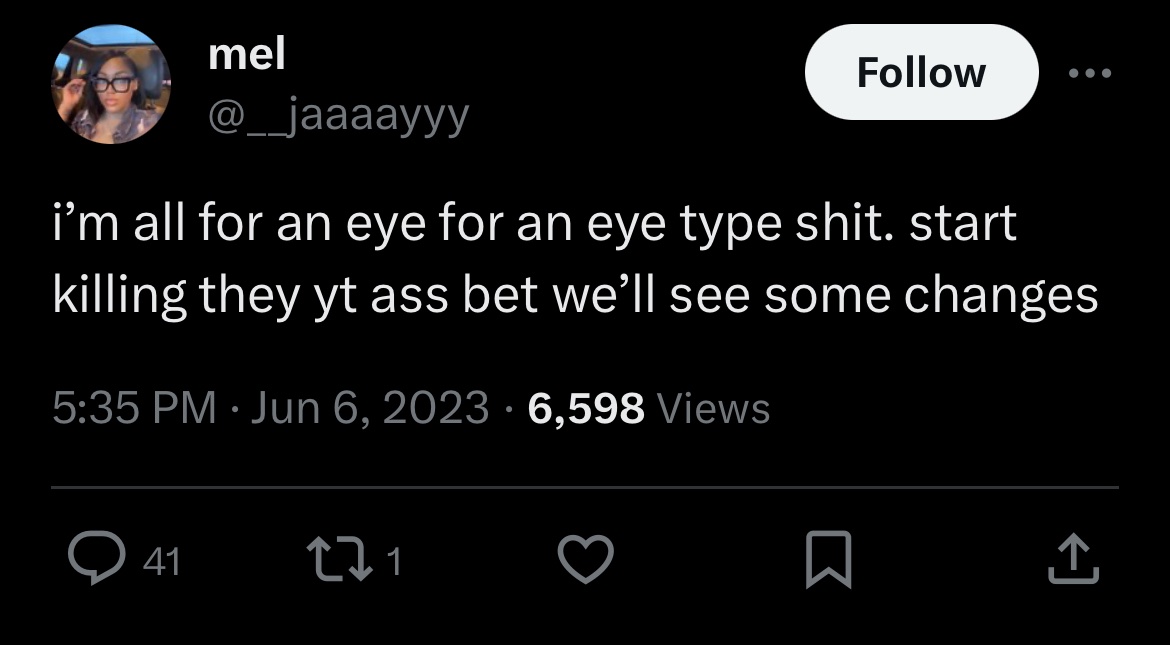 mel
Follow
@__jaaaayyy
i’m all for an eye for an eye type shit. start
killing they yt ass bet we’ll see some changes
5:35 PM · Jun 6, 2023 · 6,598 Views
41
1